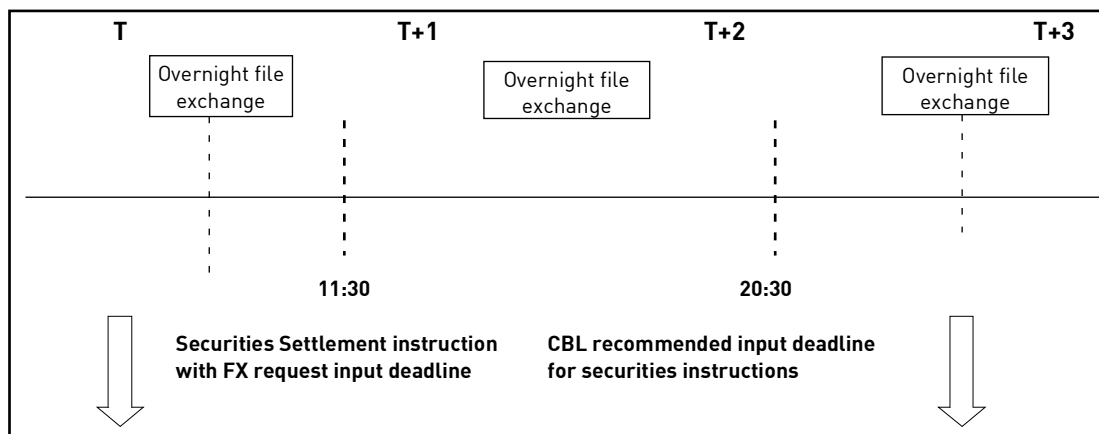 T T+1 T+2 T+3
Overnight file
exchange
Overnight file
exchange
Overnight file
exchange
11:30 20:30
Securities Settlement instruction
with FX request input deadline
CBL recommended input deadline
for securities instructions